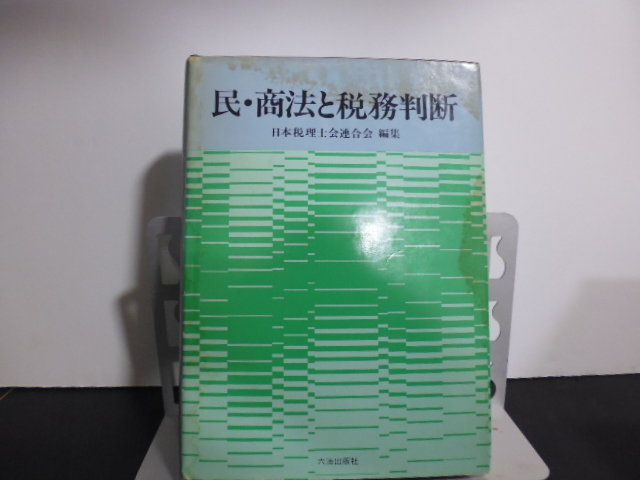 民・商法と税務判断
日本税理士会連合会 編集
六法出版社